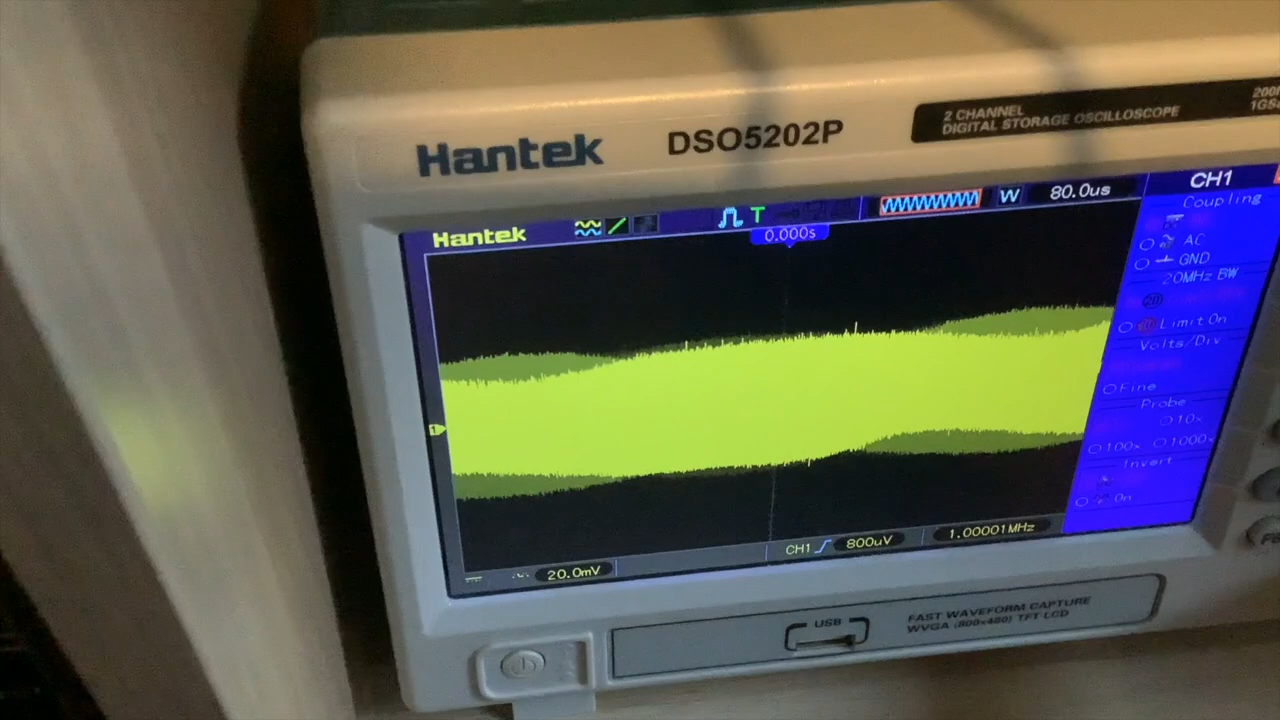 Hantek DSO5202P
2 CHANNEL
DIGITAL STORAGE OSCILLOSCOPE
Hantek T W 80.0us CH1
0.000s
Coupling
AC
GND
20MHz BW
20
Limit On
Volts/Div
Fine
Probe
10x
100x 1000x
Invert
On
1
20.0mV CH1 800uV 1.00001MHz
USB
FAST WAVEFORM CAPTURE
WVGA (800x480) TFT LCD